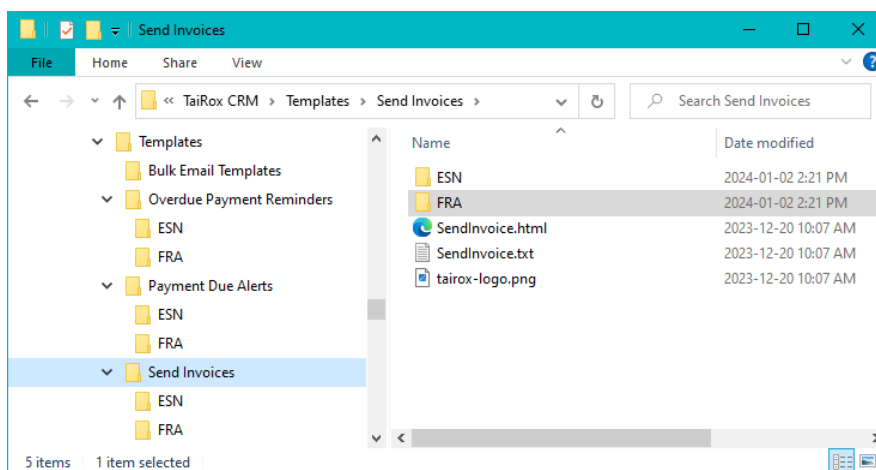 Send Invoices
File Home Share View
« TaiRox CRM > Templates > Send Invoices > Search Send Invoices
Templates
Bulk Email Templates
Overdue Payment Reminders
ESN
FRA
Payment Due Alerts
ESN
FRA
Send Invoices
ESN
FRA
Name Date modified
ESN 2024-01-02 2:21 PM
FRA 2024-01-02 2:21 PM
SendInvoice.html 2023-12-20 10:07 AM
SendInvoice.txt 2023-12-20 10:07 AM
tairox-logo.png 2023-12-20 10:07 AM
5 items 1 item selected